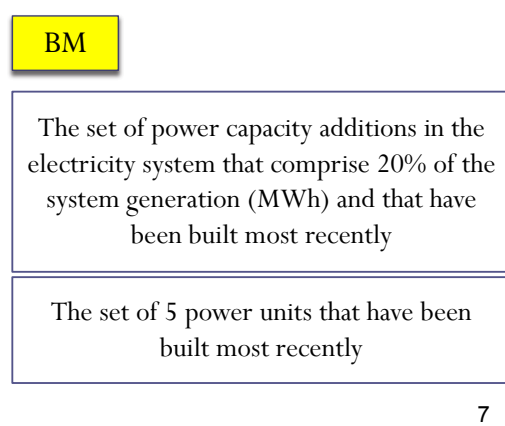 BM
The set of power capacity additions in the
electricity system that comprise 20% of the
system generation (MWh) and that have
been built most recently
The set of 5 power units that have been
built most recently
7